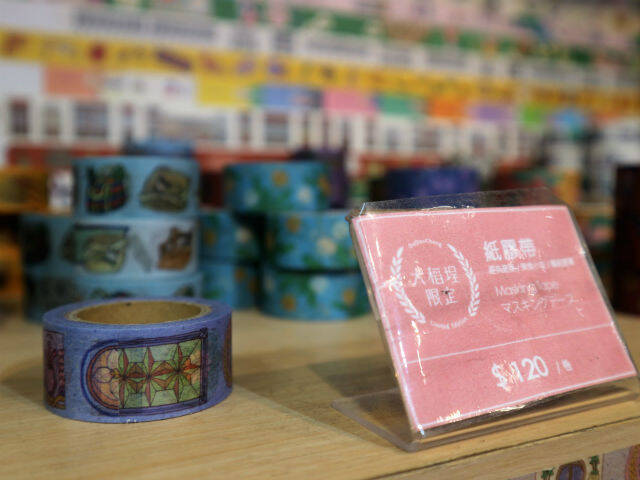 大稻埕
限定
紙膠帶
Masking Tape
マスキングテープ
$120 /卷